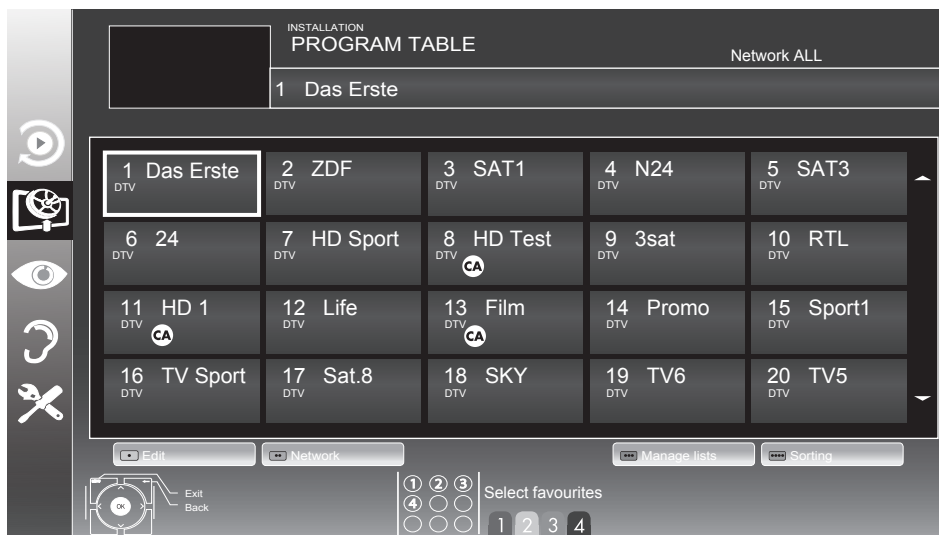 INSTALLATION
PROGRAM TABLE
Network ALL
1 Das Erste
1 Das Erste
DTV
2 ZDF
DTV
3 SAT1
DTV
4 N24
DTV
5 SAT3
DTV
6 24
DTV
7 HD Sport
DTV
8 HD Test
DTV
CA
9 3sat
DTV
10 RTL
DTV
11 HD 1
DTV
CA
12 Life
DTV
13 Film
DTV
CA
14 Promo
DTV
15 Sport1
DTV
16 TV Sport
DTV
17 Sat.8
DTV
18 SKY
DTV
19 TV6
DTV
20 TV5
DTV
Edit
Network
Manage lists
Sorting
OK
Exit
Back
1 2 3
4
Select favourites
1 2 3 4